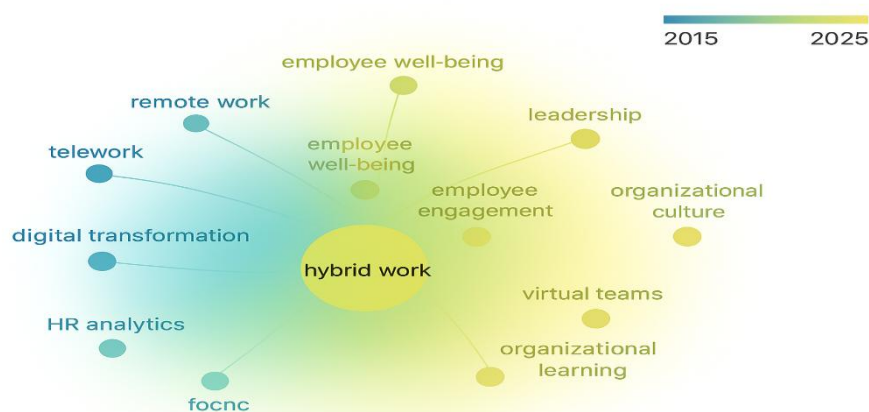 2015 2025
employee well-being
remote work
leadership
telework
employee
well-being
employee
engagement
organizational
culture
digital transformation
hybrid work
virtual teams
HR analytics
organizational
learning
focnc